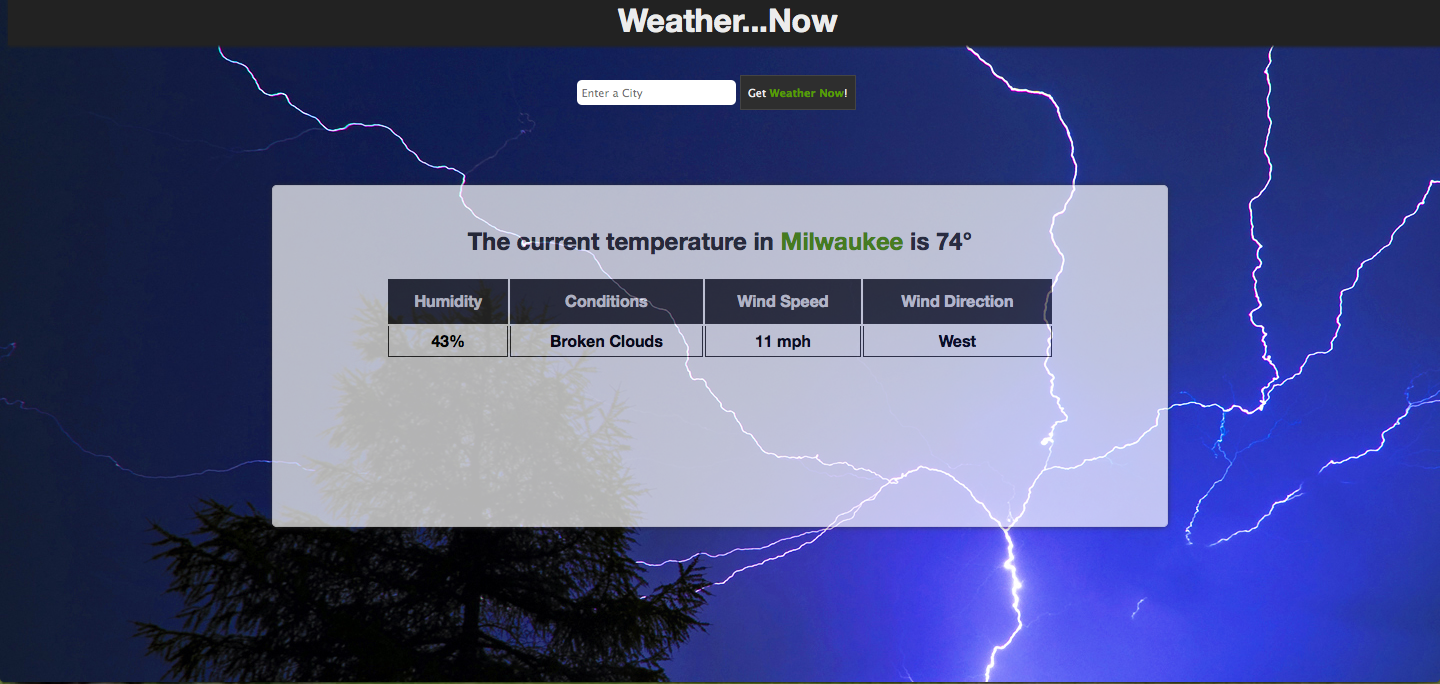 Weather...Now
Enter a City
Get Weather Now!
The current temperature in Milwaukee is 74°
Humidity Conditions Wind Speed Wind Direction
43% Broken Clouds 11 mph West